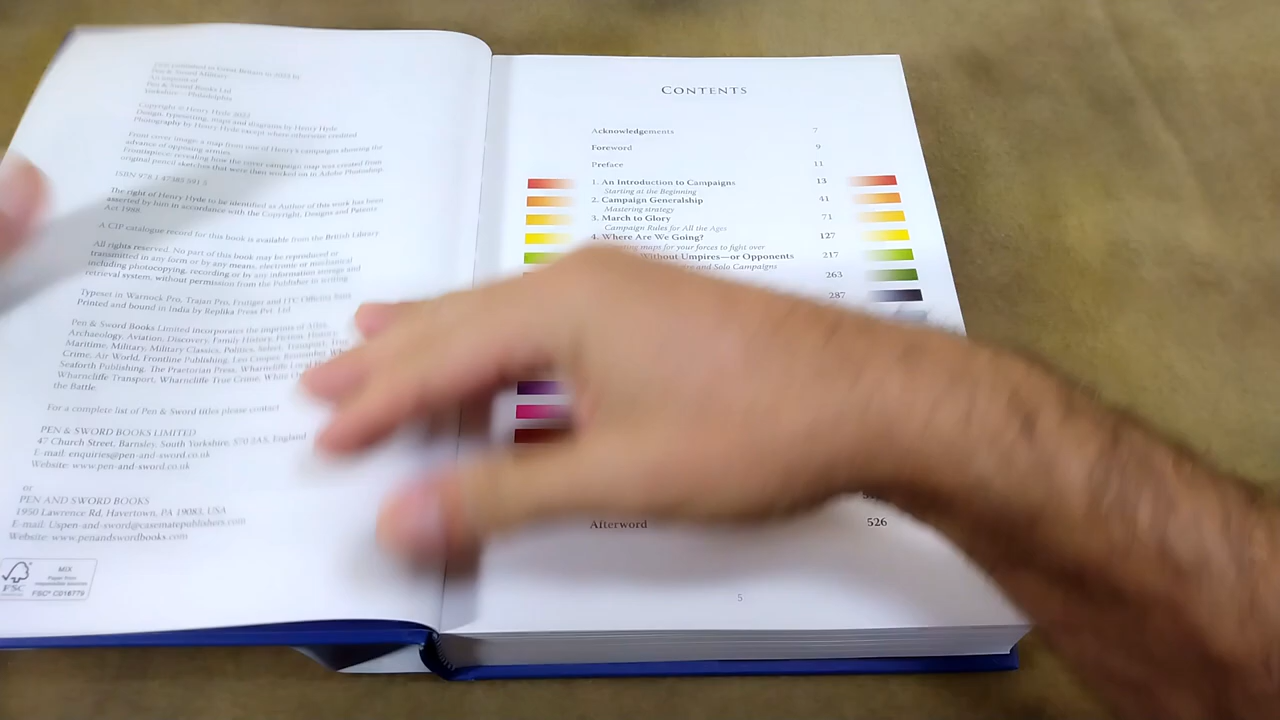 First published in Great Britain in 2023 by
Pen & Sword Military
An imprint of
Pen & Sword Books Ltd
Yorkshire – Philadelphia
Copyright © Henry Hyde 2023
Design, typesetting, maps and diagrams by Henry Hyde
Photography by Henry Hyde except where otherwise credited
Front cover image: a map from one of Henry's campaigns showing the
advance of opposing armies
Frontispiece: revealing how the cover campaign map was created from
original pencil sketches that were then worked on in Adobe Photoshop.
ISBN 978 1 47385 591 5
The right of Henry Hyde to be identified as Author of this work has been
asserted by him in accordance with the Copyright, Designs and Patents
Act 1988.
A CIP catalogue record for this book is available from the British Library
All rights reserved. No part of this book may be reproduced or
transmitted in any form or by any means, electronic or mechanical
including photocopying, recording or by any information storage and
retrieval system, without permission from the Publisher in writing.
Typeset in Warnock Pro, Trajan Pro, Frutiger and ITC Officina Sans
Printed and bound in India by Replika Press Pvt. Ltd.
Pen & Sword Books Limited incorporates the imprints of Atlas,
Archaeology, Aviation, Discovery, Family History, Fiction, History,
Maritime, Military, Military Classics, Politics, Select, Transport, True
Crime, Air World, Frontline Publishing, Leo Cooper, Remember
Seaforth Publishing, The Praetorian Press, Wharncliffe Local
Wharncliffe Transport, Wharncliffe True Crime, White
the Battle.
For a complete list of Pen & Sword titles please contact
PEN & SWORD BOOKS LIMITED
47 Church Street, Barnsley, South Yorkshire, S70 2AS, England
E-mail: enquiries@pen-and-sword.co.uk
Website: www.pen-and-sword.co.uk
or
PEN AND SWORD BOOKS
1950 Lawrence Rd, Havertown, PA 19083, USA
E-mail: Uspen-and-sword@casematepublishers.com
Website: www.penandswordbooks.com
FSC
MIX
Paper from
responsible sources
FSC® C016779
CONTENTS
Acknowledgements 7
Foreword 9
Preface 11
1. An Introduction to Campaigns 13
Starting at the Beginning
2. Campaign Generalship 41
Mastering strategy
3. March to Glory 71
Campaign Rules for All the Ages
4. Where Are We Going? 127
maps for your forces to fight over
Without Umpires—or Opponents 217
and Solo Campaigns
263
287
Afterword 526
5